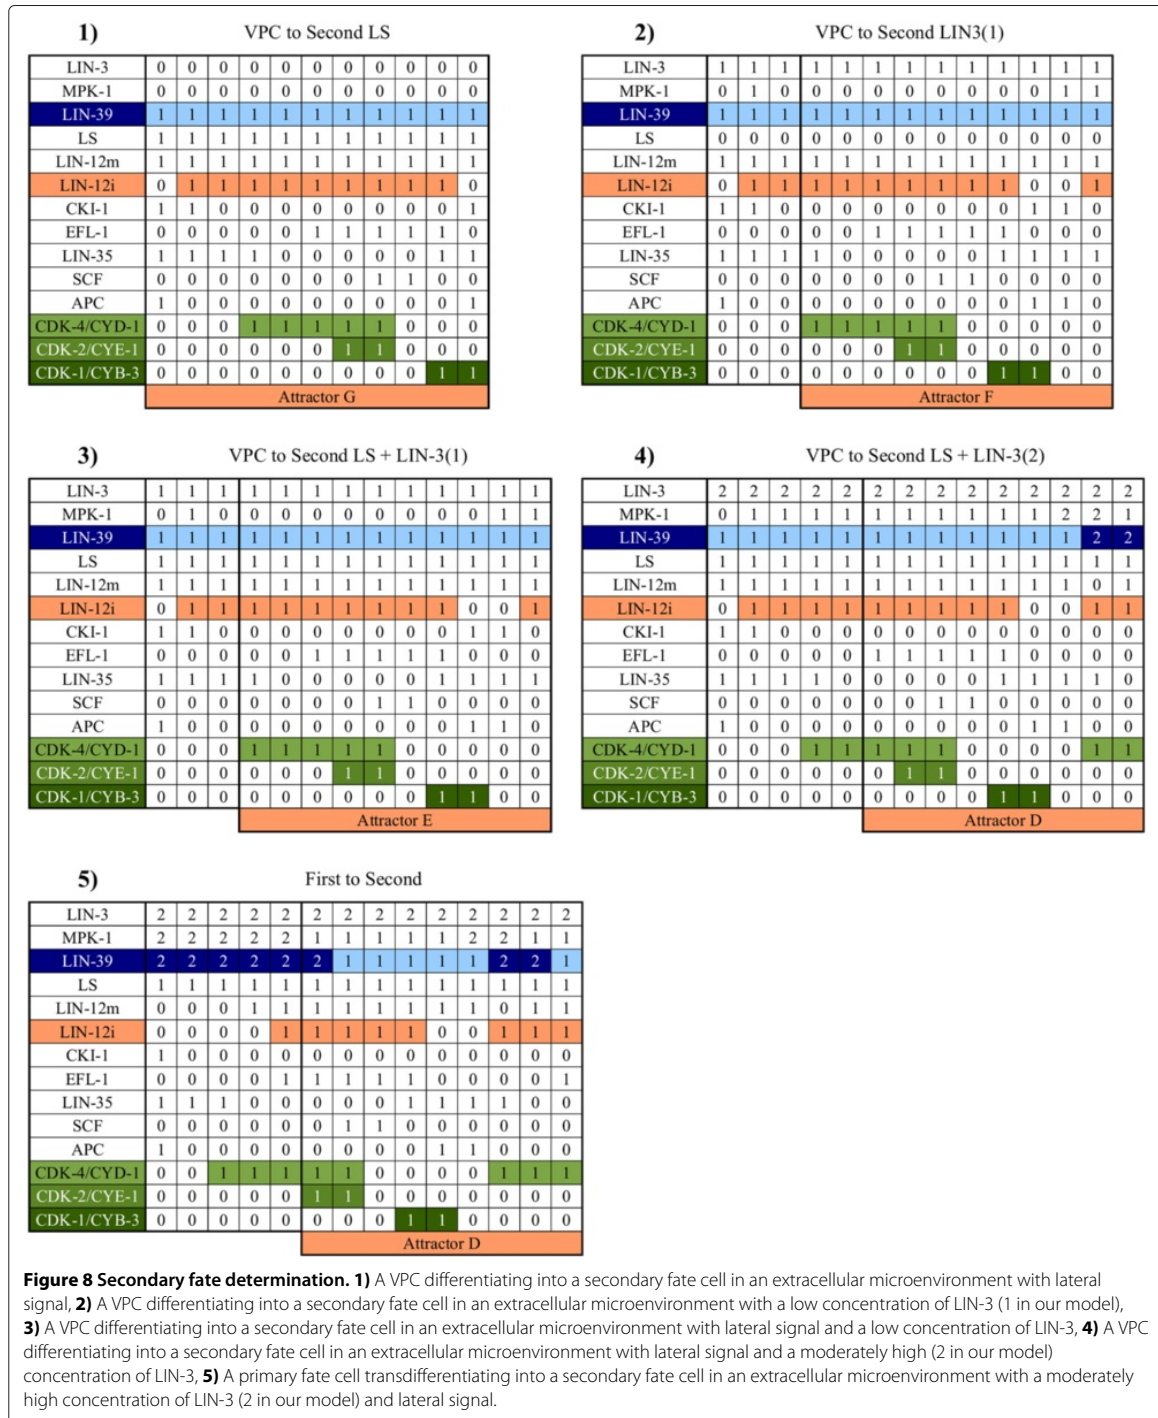 1) VPC to Second LS
LIN-3 0 0 0 0 0 0 0 0 0 0 0
MPK-1 0 0 0 0 0 0 0 0 0 0 0
LIN-39 1 1 1 1 1 1 1 1 1 1 1
LS 1 1 1 1 1 1 1 1 1 1 1
LIN-12m 1 1 1 1 1 1 1 1 1 1 1
LIN-12i 0 1 1 1 1 1 1 1 1 1 0
CKI-1 1 1 0 0 0 0 0 0 0 0 1
EFL-1 0 0 0 0 0 1 1 1 1 1 0
LIN-35 1 1 1 1 0 0 0 0 0 1 1
SCF 0 0 0 0 0 0 0 1 1 0 0
APC 1 0 0 0 0 0 0 0 0 0 1
CDK-4/CYD-1 0 0 0 1 1 1 1 1 0 0 0
CDK-2/CYE-1 0 0 0 0 0 0 1 1 0 0 0
CDK-1/CYB-3 0 0 0 0 0 0 0 0 0 1 1
Attractor G
2) VPC to Second LIN3(1)
LIN-3 1 1 1 1 1 1 1 1 1 1 1 1 1
MPK-1 0 1 0 0 0 0 0 0 0 0 0 1 1
LIN-39 1 1 1 1 1 1 1 1 1 1 1 1 1
LS 0 0 0 0 0 0 0 0 0 0 0 0 0
LIN-12m 1 1 1 1 1 1 1 1 1 1 1 1 1
LIN-12i 0 1 1 1 1 1 1 1 1 1 0 0 1
CKI-1 1 1 0 0 0 0 0 0 0 0 1 1 0
EFL-1 0 0 0 0 0 1 1 1 1 1 0 0 0
LIN-35 1 1 1 1 0 0 0 0 0 1 1 1 1
SCF 0 0 0 0 0 0 0 1 1 0 0 0 0
APC 1 0 0 0 0 0 0 0 0 0 1 1 0
CDK-4/CYD-1 0 0 0 1 1 1 1 1 0 0 0 0 0
CDK-2/CYE-1 0 0 0 0 0 0 1 1 0 0 0 0 0
CDK-1/CYB-3 0 0 0 0 0 0 0 0 0 1 1 0 0
Attractor F
3) VPC to Second LS + LIN-3(1)
LIN-3 1 1 1 1 1 1 1 1 1 1 1 1 1
MPK-1 0 1 0 0 0 0 0 0 0 0 0 1 1
LIN-39 1 1 1 1 1 1 1 1 1 1 1 1 1
LS 1 1 1 1 1 1 1 1 1 1 1 1 1
LIN-12m 1 1 1 1 1 1 1 1 1 1 1 1 1
LIN-12i 0 1 1 1 1 1 1 1 1 1 0 0 1
CKI-1 1 1 0 0 0 0 0 0 0 0 1 1 0
EFL-1 0 0 0 0 0 1 1 1 1 1 0 0 0
LIN-35 1 1 1 1 0 0 0 0 0 1 1 1 1
SCF 0 0 0 0 0 0 0 1 1 0 0 0 0
APC 1 0 0 0 0 0 0 0 0 0 1 1 0
CDK-4/CYD-1 0 0 0 1 1 1 1 1 0 0 0 0 0
CDK-2/CYE-1 0 0 0 0 0 0 1 1 0 0 0 0 0
CDK-1/CYB-3 0 0 0 0 0 0 0 0 0 1 1 0 0
Attractor E
4) VPC to Second LS + LIN-3(2)
LIN-3 2 2 2 2 2 2 2 2 2 2 2 2 2 2
MPK-1 0 1 1 1 1 1 1 1 1 1 1 2 2 1
LIN-39 1 1 1 1 1 1 1 1 1 1 1 1 2 2
LS 1 1 1 1 1 1 1 1 1 1 1 1 1 1
LIN-12m 1 1 1 1 1 1 1 1 1 1 1 1 0 1
LIN-12i 0 1 1 1 1 1 1 1 1 1 0 0 1 1
CKI-1 1 1 0 0 0 0 0 0 0 0 0 0 0 0
EFL-1 0 0 0 0 0 1 1 1 1 1 0 0 0 0
LIN-35 1 1 1 1 0 0 0 0 0 1 1 1 1 0
SCF 0 0 0 0 0 0 0 1 1 0 0 0 0 0
APC 1 0 0 0 0 0 0 0 0 0 1 1 0 0
CDK-4/CYD-1 0 0 0 1 1 1 1 1 0 0 0 0 1 1
CDK-2/CYE-1 0 0 0 0 0 0 1 1 0 0 0 0 0 0
CDK-1/CYB-3 0 0 0 0 0 0 0 0 0 1 1 0 0 0
Attractor D
5) First to Second
LIN-3 2 2 2 2 2 2 2 2 2 2 2 2 2 2
MPK-1 2 2 2 2 2 1 1 1 1 1 2 2 1 1
LIN-39 2 2 2 2 2 2 1 1 1 1 1 2 2 1
LS 1 1 1 1 1 1 1 1 1 1 1 1 1 1
LIN-12m 0 0 0 1 1 1 1 1 1 1 1 0 1 1
LIN-12i 0 0 0 0 1 1 1 1 1 0 0 1 1 1
CKI-1 1 0 0 0 0 0 0 0 0 0 0 0 0 0
EFL-1 0 0 0 0 1 1 1 1 1 0 0 0 0 1
LIN-35 1 1 1 0 0 0 0 0 1 1 1 1 0 0
SCF 0 0 0 0 0 0 1 1 0 0 0 0 0 0
APC 1 0 0 0 0 0 0 0 0 1 1 0 0 0
CDK-4/CYD-1 0 0 1 1 1 1 1 0 0 0 0 1 1 1
CDK-2/CYE-1 0 0 0 0 0 1 1 0 0 0 0 0 0 0
CDK-1/CYB-3 0 0 0 0 0 0 0 0 1 1 0 0 0 0
Attractor D
Figure 8 Secondary fate determination. 1) A VPC differentiating into a secondary fate cell in an extracellular microenvironment with lateral
signal, 2) A VPC differentiating into a secondary fate cell in an extracellular microenvironment with a low concentration of LIN-3 (1 in our model),
3) A VPC differentiating into a secondary fate cell in an extracellular microenvironment with lateral signal and a low concentration of LIN-3, 4) A VPC
differentiating into a secondary fate cell in an extracellular microenvironment with lateral signal and a moderately high (2 in our model)
concentration of LIN-3, 5) A primary fate cell transdifferentiating into a secondary fate cell in an extracellular microenvironment with a moderately
high concentration of LIN-3 (2 in our model) and lateral signal.